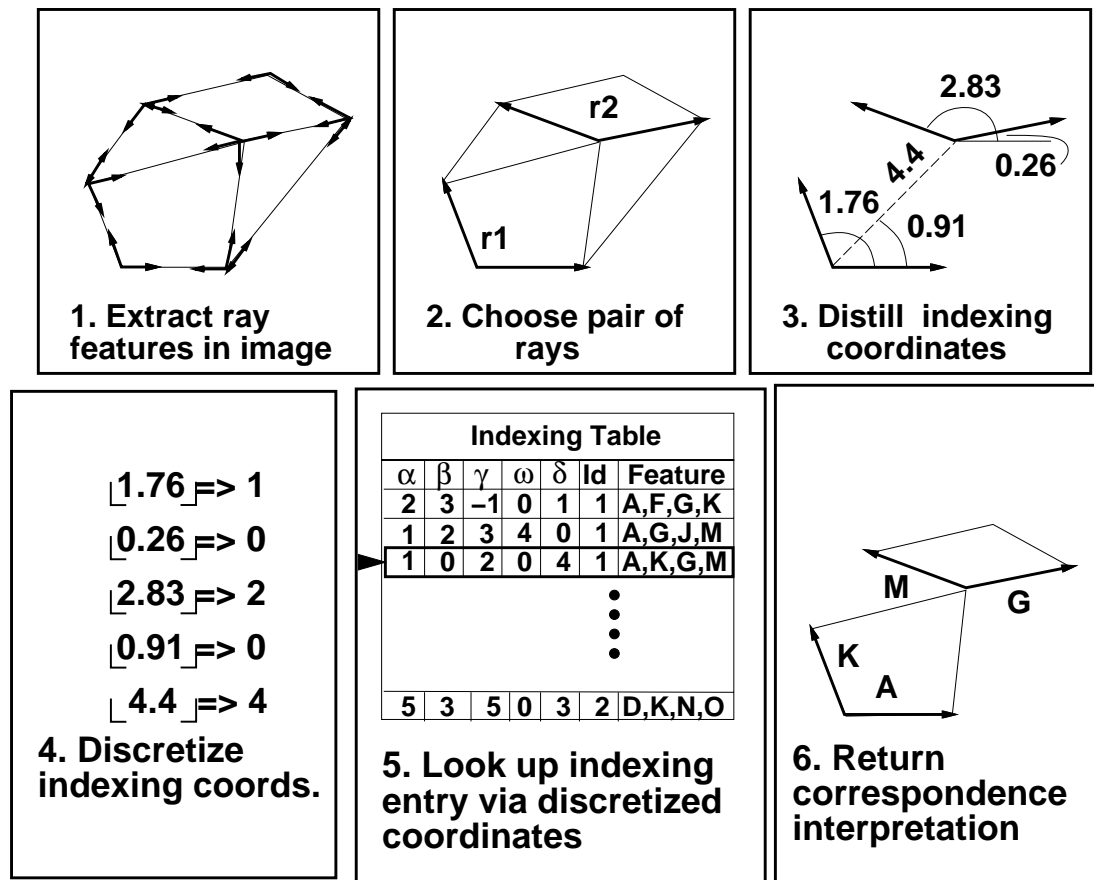 1. Extract ray
features in image
r2
r1
2. Choose pair of
rays
2.83
4.4
0.26
1.76
0.91
3. Distill indexing
coordinates
⌊1.76⌋=> 1
⌊0.26⌋=> 0
⌊2.83⌋=> 2
⌊0.91⌋=> 0
⌊4.4⌋=> 4
4. Discretize
indexing coords.
Indexing Table
α β γ ω δ Id Feature
2 3 −1 0 1 1 A,F,G,K
1 2 3 4 0 1 A,G,J,M
1 0 2 0 4 1 A,K,G,M
5 3 5 0 3 2 D,K,N,O
5. Look up indexing
entry via discretized
coordinates
M
G
K
A
6. Return
correspondence
interpretation